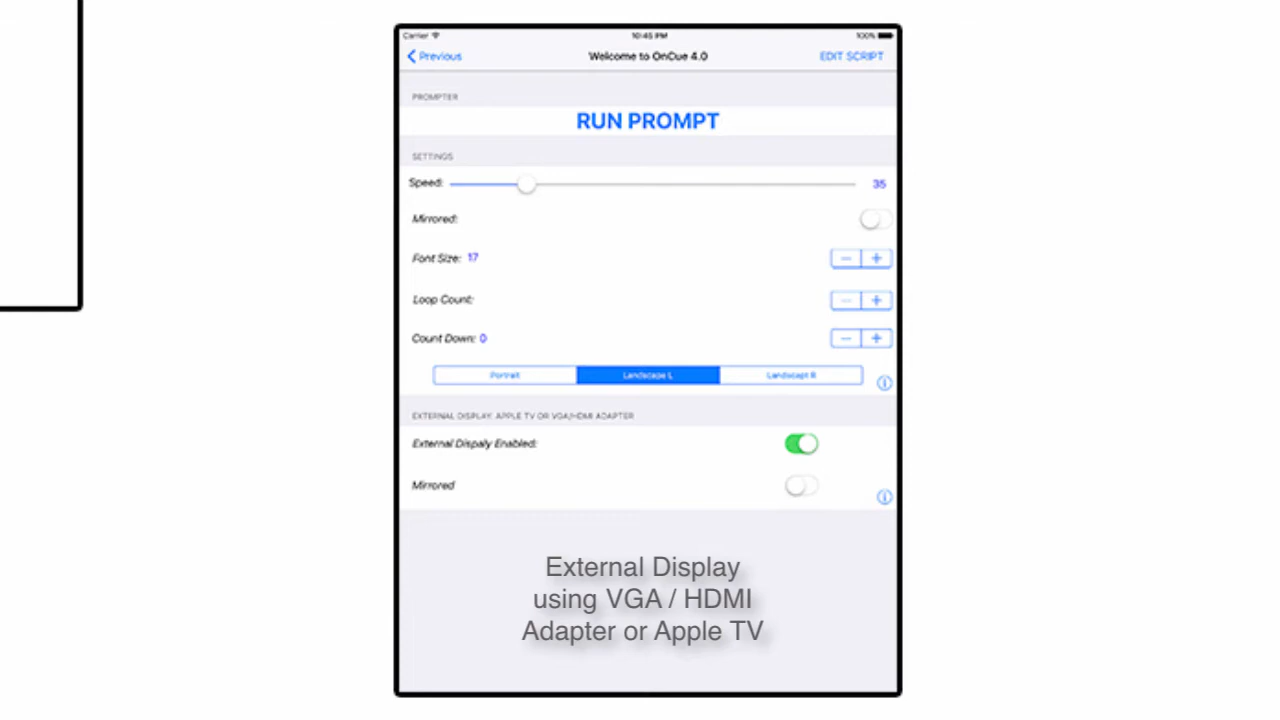 Carrier 10:45 PM 100%
Previous Welcome to OnCue 4.0 EDIT SCRIPT
PROMPTER
RUN PROMPT
SETTINGS
Speed: 35
Mirrored:
Font Size: 17
Loop Count:
Count Down: 0
Portrait Landscape L Landscapt R
EXTERNAL DISPLAY: APPLE TV OR VGA/HDMI ADAPTER
External Dispaly Enabled:
Mirrored
External Display
using VGA / HDMI
Adapter or Apple TV